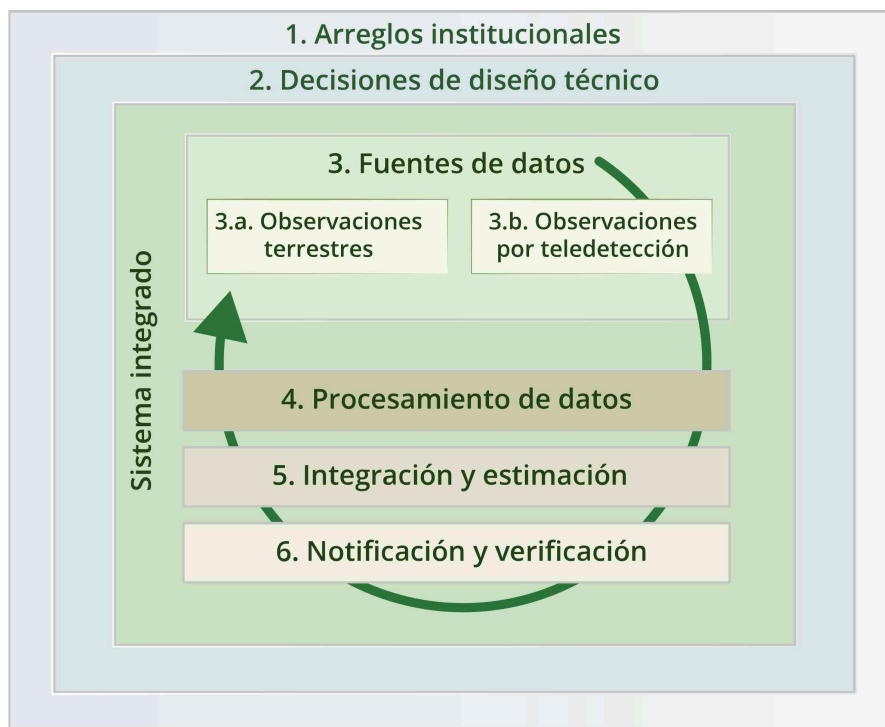 1. Arreglos institucionales
2. Decisiones de diseño técnico
3. Fuentes de datos
3.a. Observaciones
terrestres
3.b. Observaciones
por teledetección
Sistema integrado
4. Procesamiento de datos
5. Integración y estimación
6. Notificación y verificación